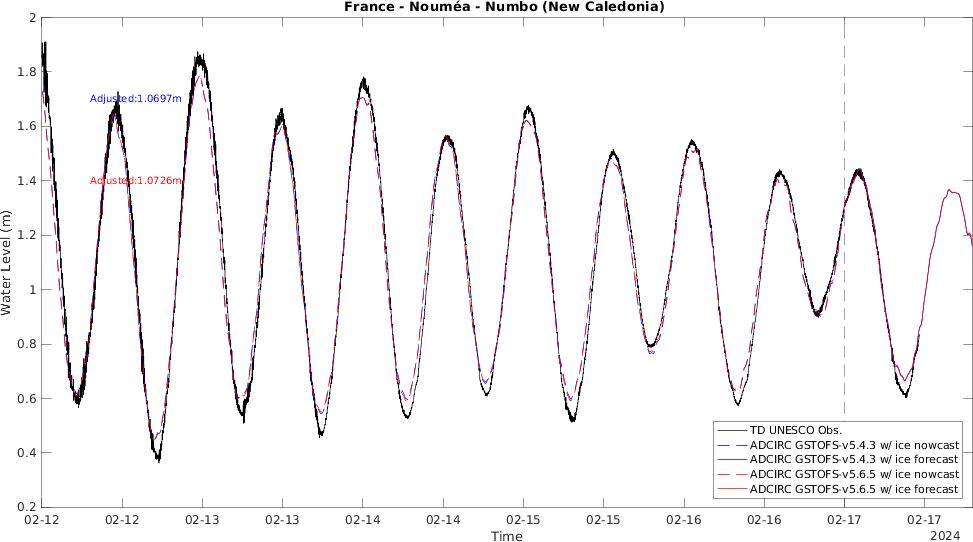 France - Nouméa - Numbo (New Caledonia)
2
1.8
1.6
1.4
1.2
1
0.8
0.6
0.4
0.2
Water Level (m)
Adjusted:1.0697m
Adjusted:1.0726m
TD UNESCO Obs.
ADCIRC GSTOFS-v5.4.3 w/ ice nowcast
ADCIRC GSTOFS-v5.4.3 w/ ice forecast
ADCIRC GSTOFS-v5.6.5 w/ ice nowcast
ADCIRC GSTOFS-v5.6.5 w/ ice forecast
02-12 02-12 02-13 02-13 02-14 02-14 02-15 02-15 02-16 02-16 02-17 02-17
Time
2024